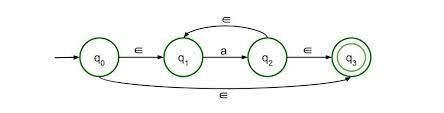 ∈
∈ a ∈
q0 q1 q2 q3
∈